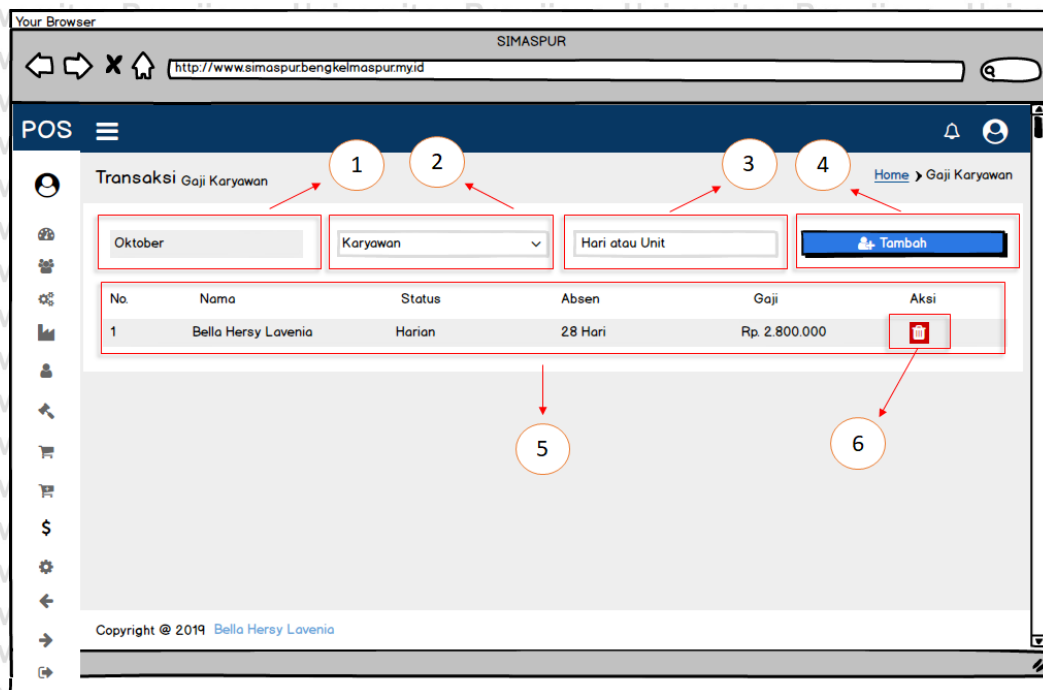 Your Browser
SIMASPUR
http://www.simaspur.bengkelmaspur.my.id
POS
Transaksi Gaji Karyawan
Home > Gaji Karyawan
1
2
3
4
Oktober
Karyawan
Hari atau Unit
Tambah
No. Nama Status Absen Gaji Aksi
1 Bella Hersy Lavenia Harian 28 Hari Rp. 2.800.000
5
6
Copyright @ 2019 Bella Hersy Lavenia